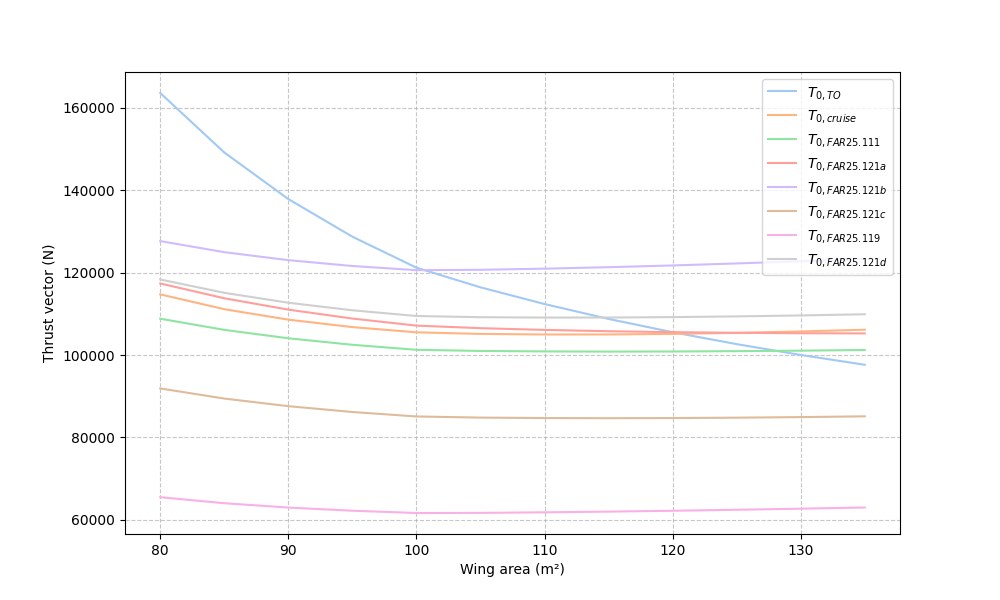 Thrust vector (N)
160000
140000
120000
100000
80000
60000
80 90 100 110 120 130
Wing area (m²)
T0,TO
T0,cruise
T0,FAR25.111
T0,FAR25.121a
T0,FAR25.121b
T0,FAR25.121c
T0,FAR25.119
T0,FAR25.121d